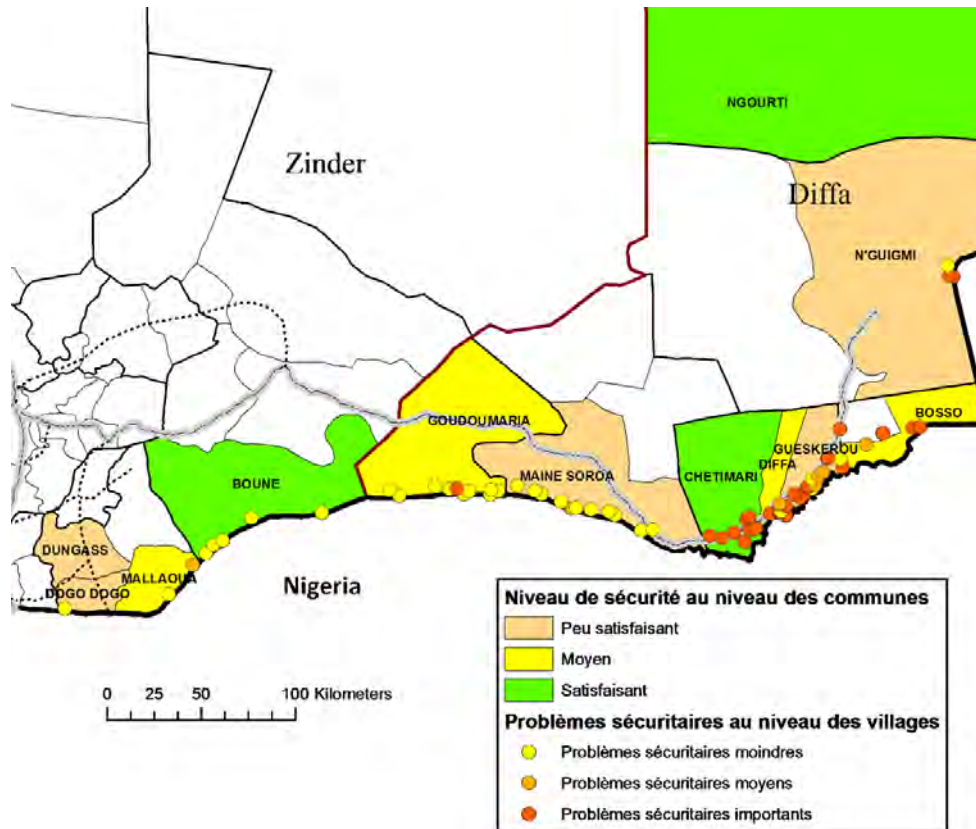 NGOURTI
Zinder
Diffa
N'GUIGMI
GOUDOUMARIA
BOSSO
GUESKEROU
MAINE SOROA
CHETIMARI
DIFFA
BOUNE
DUNGASS
MALLAOUA
DOGO DOGO
Nigeria
0 25 50 100 Kilometers
Niveau de sécurité au niveau des communes
Peu satisfaisant
Moyen
Satisfaisant
Problèmes sécuritaires au niveau des villages
Problèmes sécuritaires moindres
Problèmes sécuritaires moyens
Problèmes sécuritaires importants